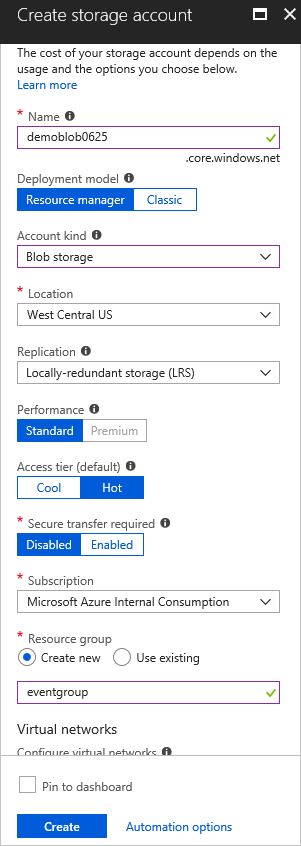 Create storage account
The cost of your storage account depends on the
usage and the options you choose below.
Learn more
* Name
demoblob0625
.core.windows.net
Deployment model
Resource manager Classic
Account kind
Blob storage
* Location
West Central US
Replication
Locally-redundant storage (LRS)
Performance
Standard Premium
Access tier (default)
Cool Hot
* Secure transfer required
Disabled Enabled
* Subscription
Microsoft Azure Internal Consumption
* Resource group
Create new Use existing
eventgroup
Virtual networks
Configure virtual networks
Pin to dashboard
Create Automation options